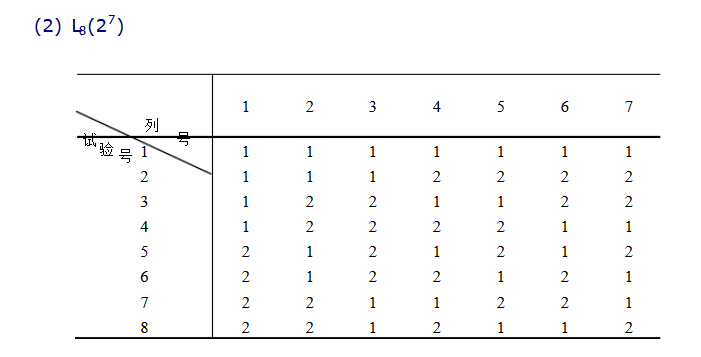 (2) L8(2^7)
1 2 3 4 5 6 7
列号
试验号
1 1 1 1 1 1 1 1
2 1 1 1 2 2 2 2
3 1 2 2 1 1 2 2
4 1 2 2 2 2 1 1
5 2 1 2 1 2 1 2
6 2 1 2 2 1 2 1
7 2 2 1 1 2 2 1
8 2 2 1 2 1 1 2